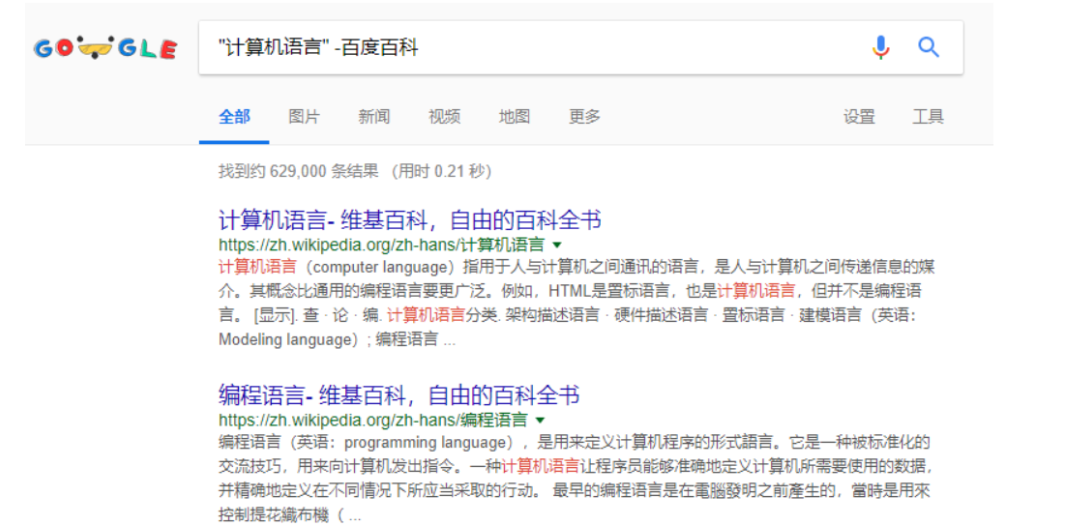 GOOGLE
"计算机语言" -百度百科
全部 图片 新闻 视频 地图 更多 设置 工具
找到约 629,000 条结果 （用时 0.21 秒）
计算机语言- 维基百科，自由的百科全书
https://zh.wikipedia.org/zh-hans/计算机语言
计算机语言（computer language）指用于人与计算机之间通讯的语言，是人与计算机之间传递信息的媒
介。其概念比通用的编程语言要更广泛。例如，HTML是置标语言，也是计算机语言，但并不是编程语
言。 [显示]. 查 · 论 · 编. 计算机语言分类. 架构描述语言 · 硬件描述语言 · 置标语言 · 建模语言（英语：
Modeling language）; 编程语言 ...
编程语言- 维基百科，自由的百科全书
https://zh.wikipedia.org/zh-hans/编程语言
编程语言（英语：programming language），是用来定义计算机程序的形式語言。它是一种被标准化的
交流技巧，用来向计算机发出指令。一种计算机语言让程序员能够准确地定义计算机所需要使用的数据，
并精确地定义在不同情况下所应当采取的行动。 最早的编程语言是在電腦發明之前產生的，當時是用來
控制提花織布機（ ...